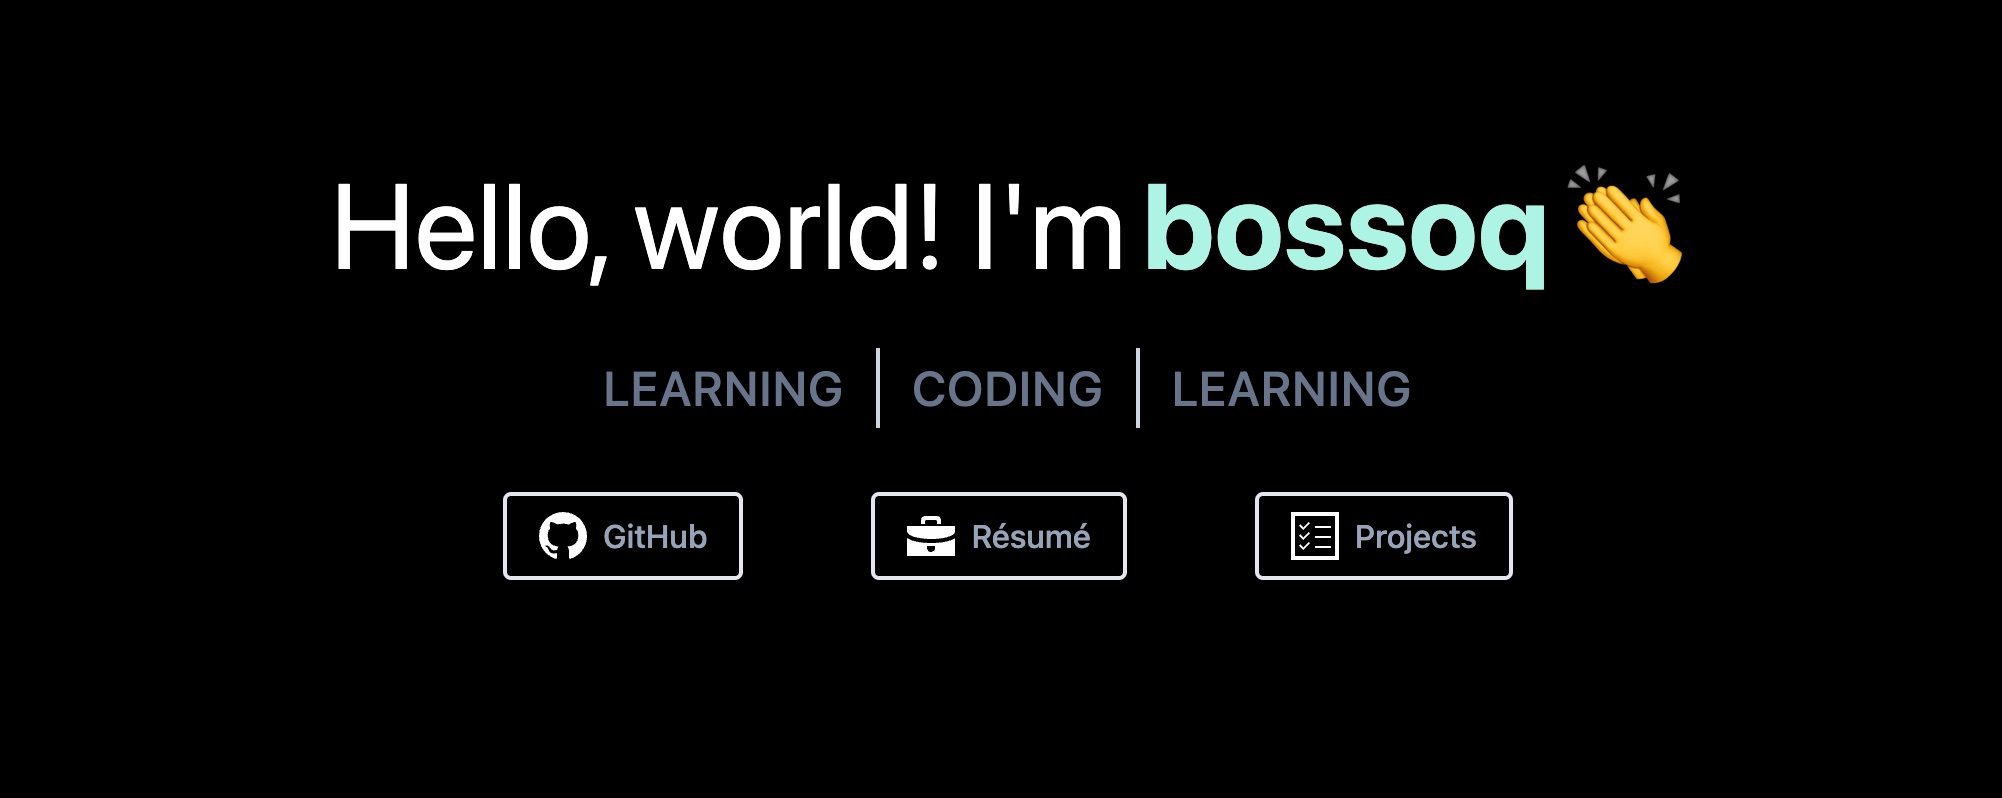 Hello, world! I'm bossoq 👏
LEARNING | CODING | LEARNING
GitHub Résumé Projects